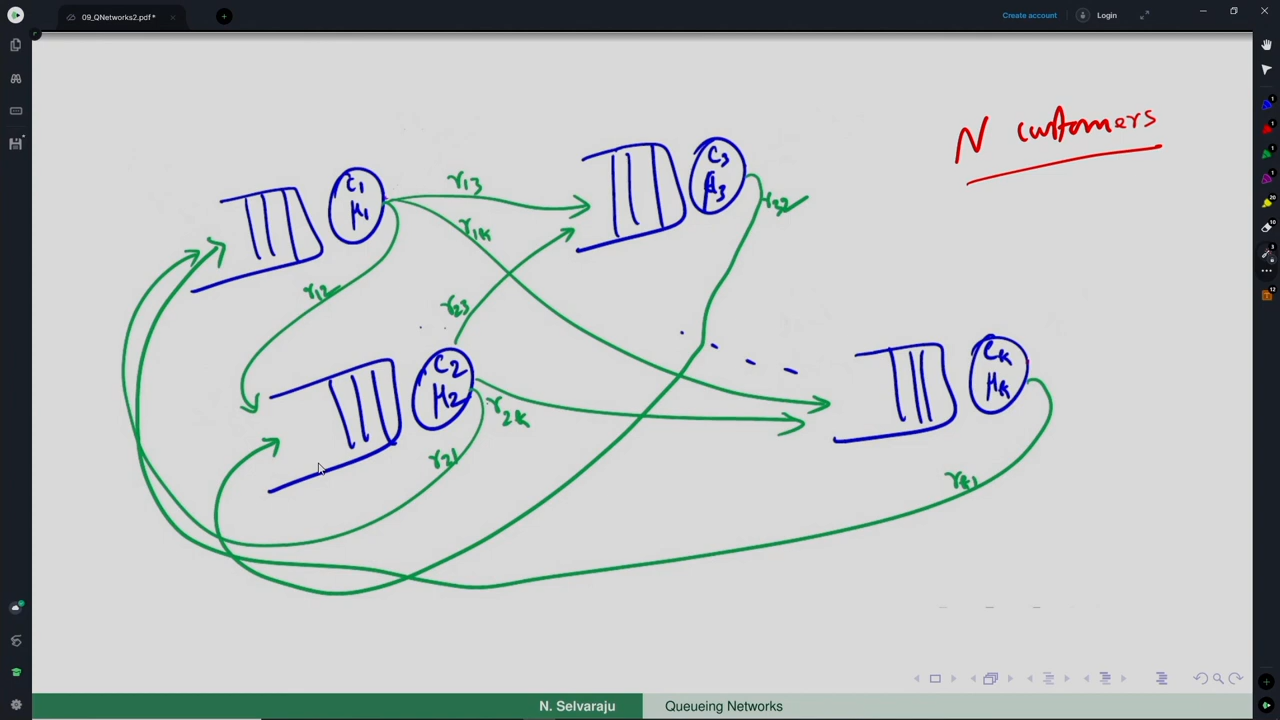 09_QNetworks2.pdf*
Create account
Login
N customers
r13
r1k
r12
c1
μ1
c3
μ3
r32
r23
c2
μ2
r2k
r21
ck
μk
rk1
N. Selvaraju
Queueing Networks